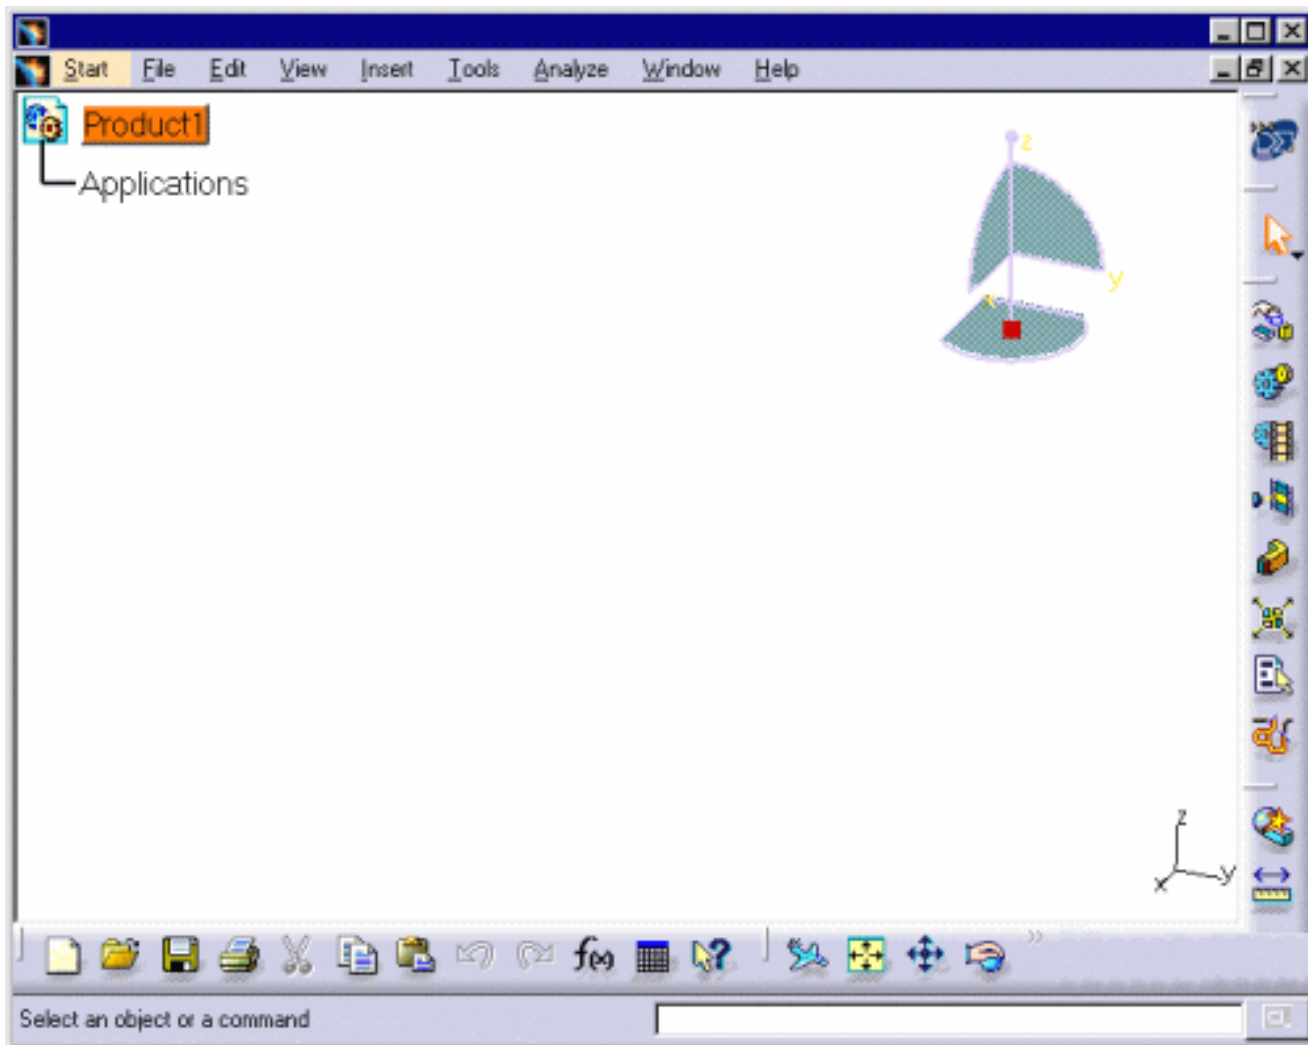 Start File Edit View Insert Tools Analyze Window Help
Product1
Applications
z
y
x
z
x y
f(x)
?
Select an object or a command